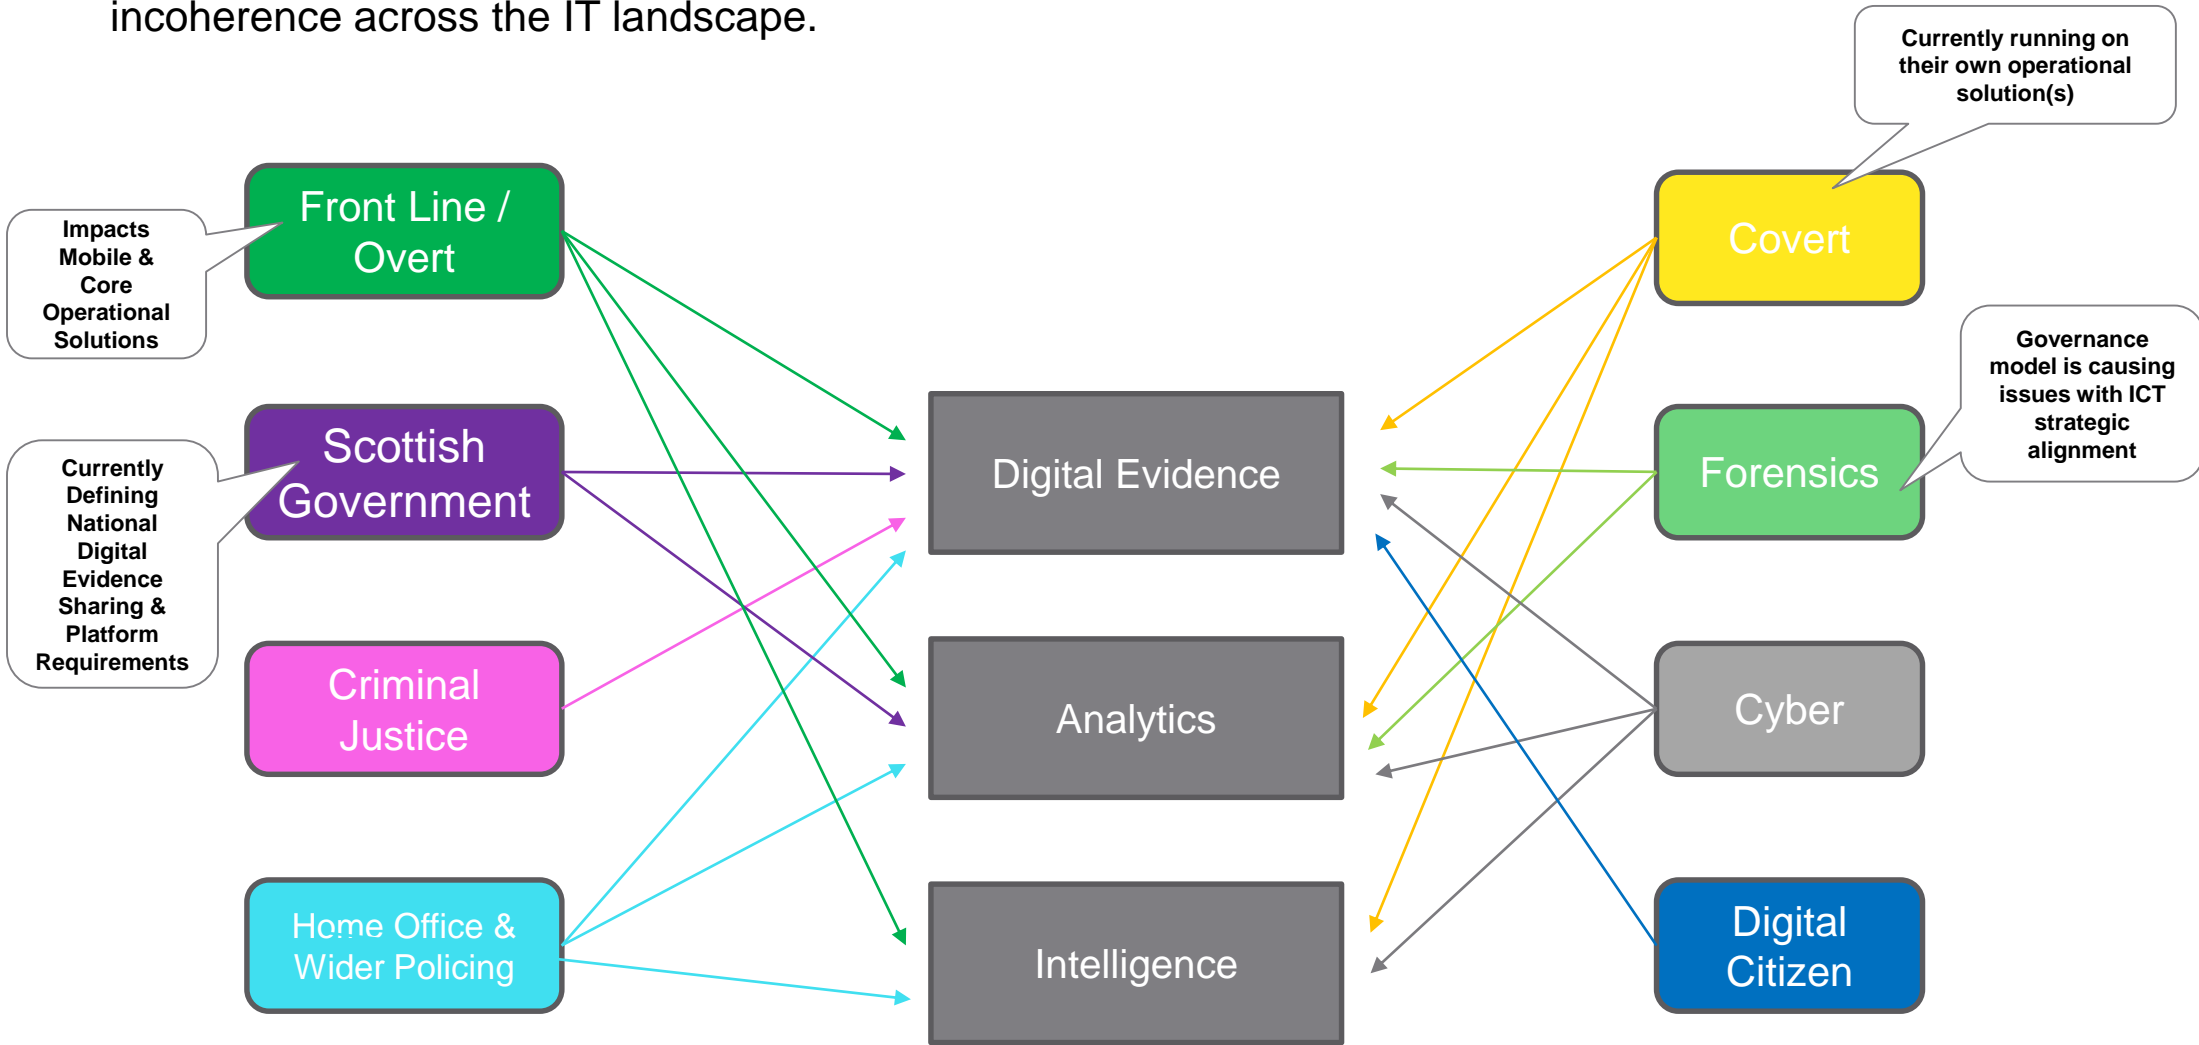 incoherence across the IT landscape.
Currently running on
their own operational
solution(s)
Front Line /
Overt
Impacts
Mobile &
Core
Operational
Solutions
Covert
Governance
model is causing
issues with ICT
strategic
alignment
Scottish
Government
Currently
Defining
National
Digital
Evidence
Sharing &
Platform
Requirements
Digital Evidence
Forensics
Criminal
Justice
Analytics
Cyber
Home Office &
Wider Policing
Intelligence
Digital
Citizen